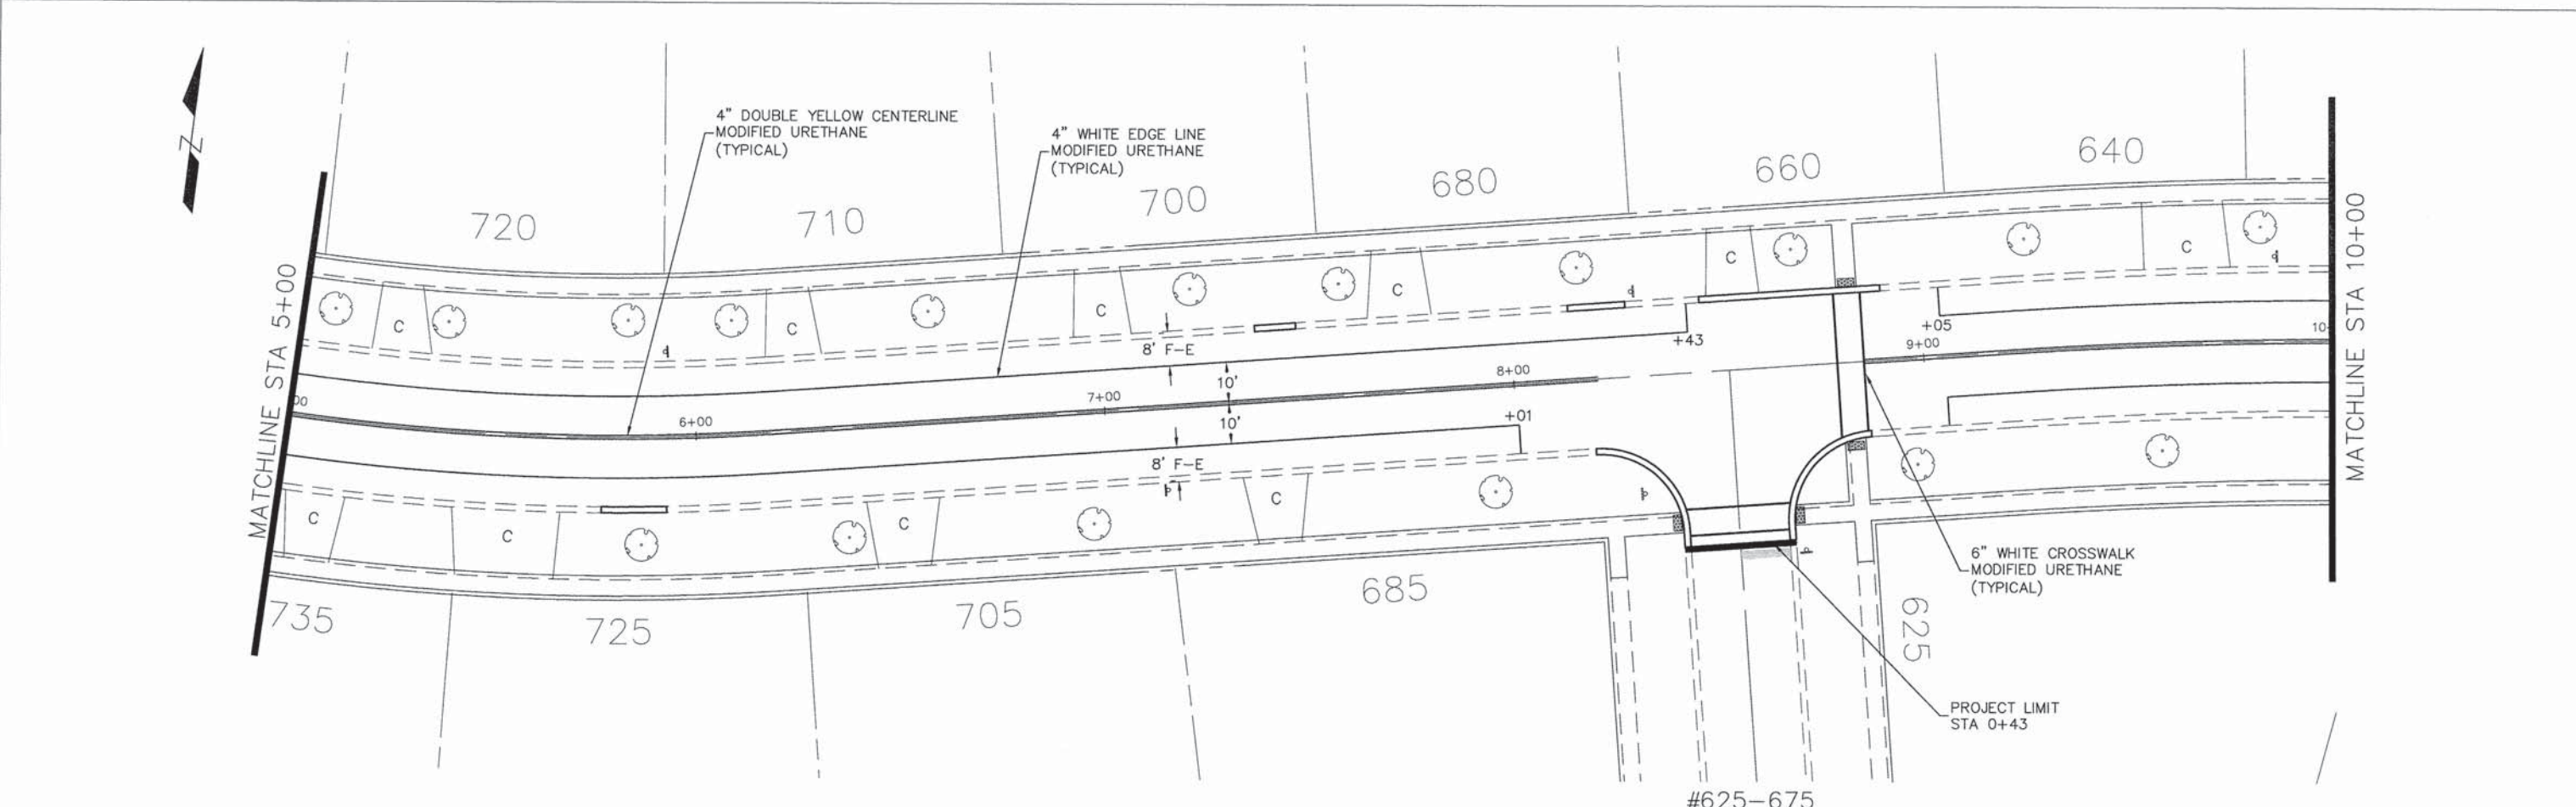 N
4" DOUBLE YELLOW CENTERLINE
MODIFIED URETHANE
(TYPICAL)
4" WHITE EDGE LINE
MODIFIED URETHANE
(TYPICAL)
720
710
700
680
660
640
MATCHLINE STA 5+00
MATCHLINE STA 10+00
C
C
C
C
C
C
8' F-E
10'
10'
8' F-E
00
6+00
7+00
8+00
+01
+43
+05
9+00
10
C
C
C
C
735
725
705
685
625
6" WHITE CROSSWALK
MODIFIED URETHANE
(TYPICAL)
PROJECT LIMIT
STA 0+43
#625-675